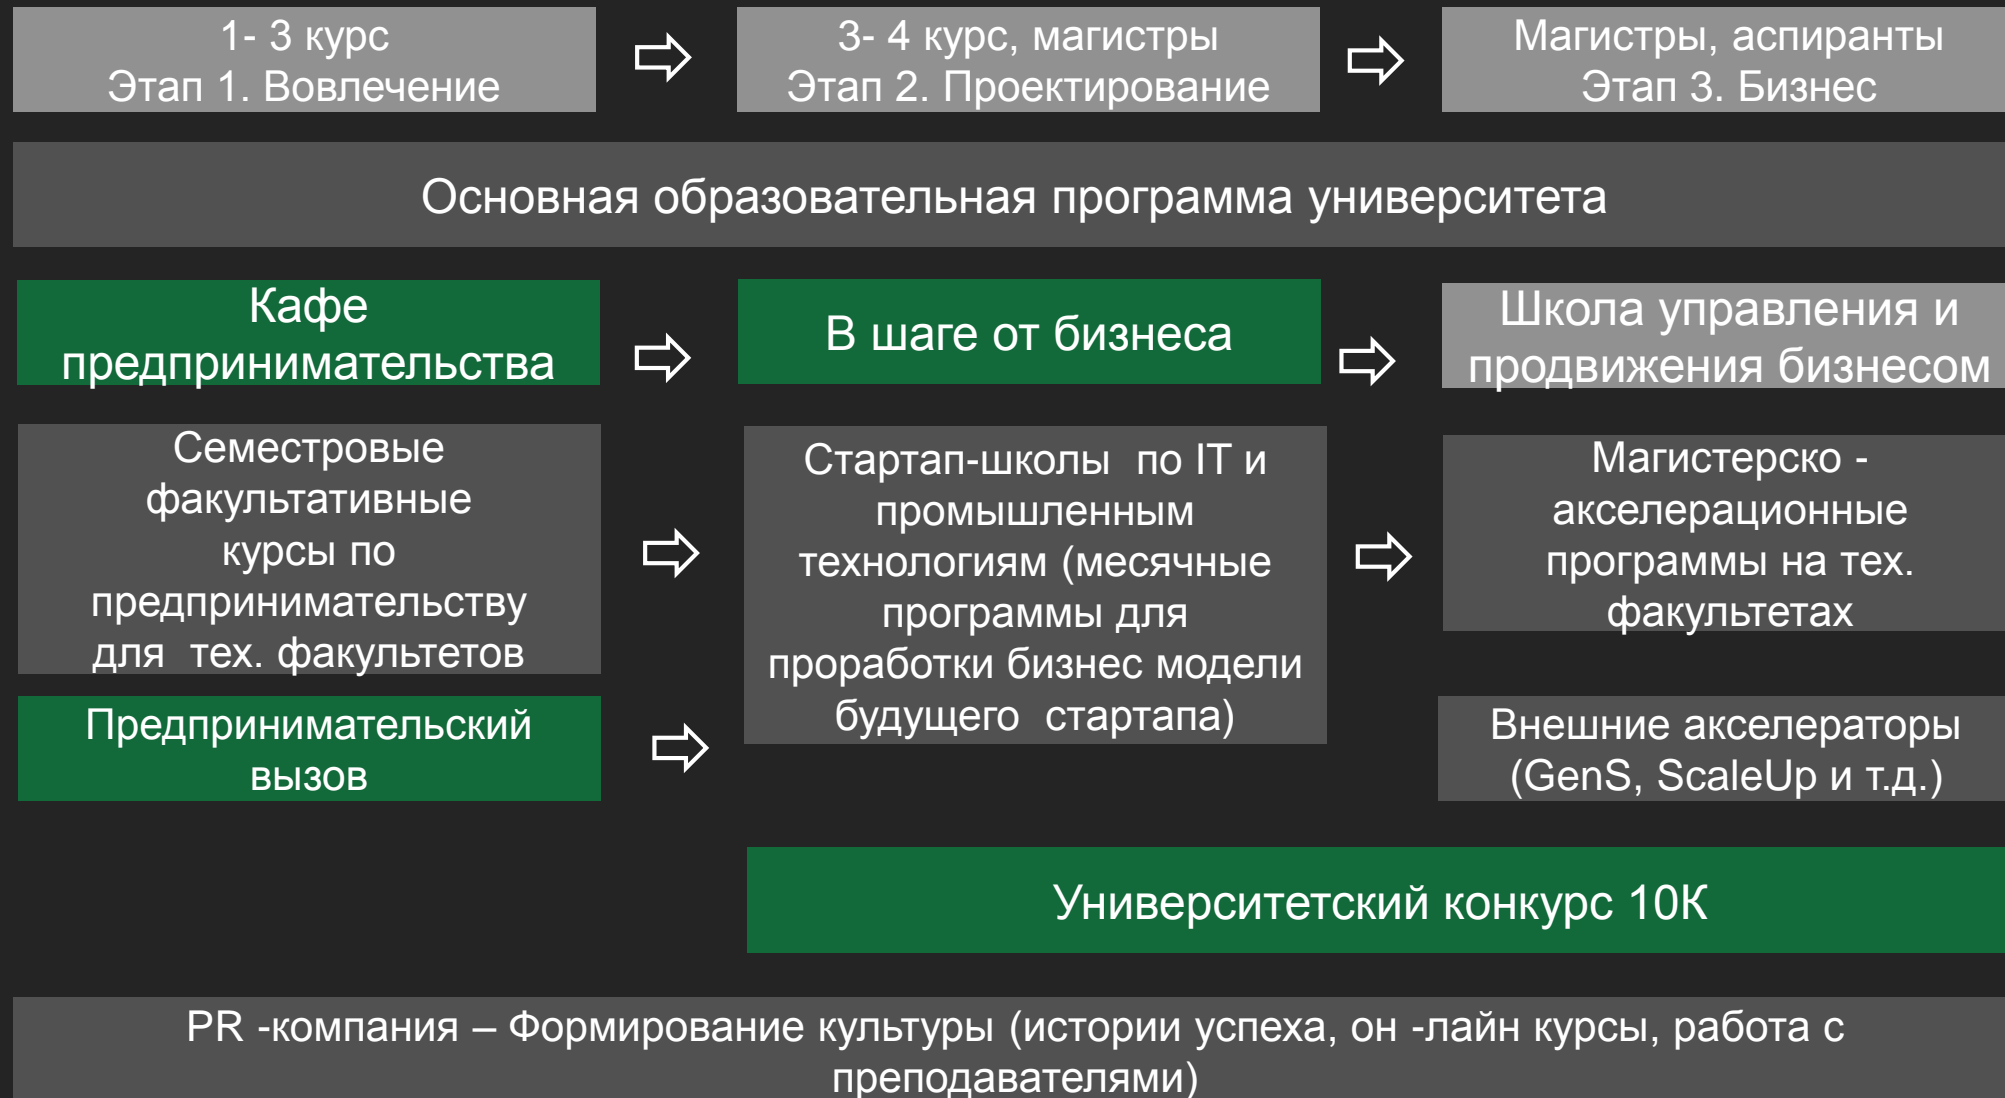 1- 3 курс
Этап 1. Вовлечение
3- 4 курс, магистры
Этап 2. Проектирование
Магистры, аспиранты
Этап 3. Бизнес
Основная образовательная программа университета
Кафе
предпринимательства
В шаге от бизнеса
Школа управления и
продвижения бизнесом
Семестровые
факультативные
курсы по
предпринимательству
для тех. факультетов
Стартап-школы по IT и
промышленным
технологиям (месячные
программы для
проработки бизнес модели
будущего стартапа)
Магистерско -
акселерационные
программы на тех.
факультетах
Предпринимательский
вызов
Внешние акселераторы
(GenS, ScaleUp и т.д.)
Университетский конкурс 10К
PR -компания – Формирование культуры (истории успеха, он -лайн курсы, работа с
преподавателями)